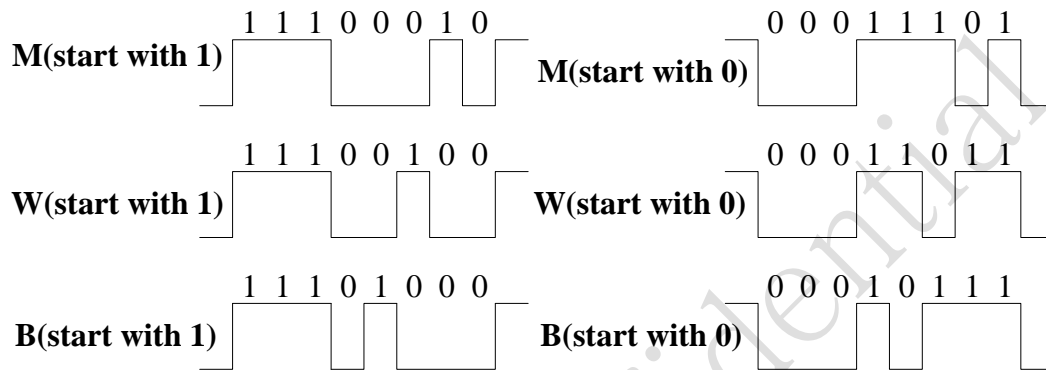 1 1 1 0 0 0 1 0
M(start with 1)
0 0 0 1 1 1 0 1
M(start with 0)
1 1 1 0 0 1 0 0
W(start with 1)
0 0 0 1 1 0 1 1
W(start with 0)
1 1 1 0 1 0 0 0
B(start with 1)
0 0 0 1 0 1 1 1
B(start with 0)
idential